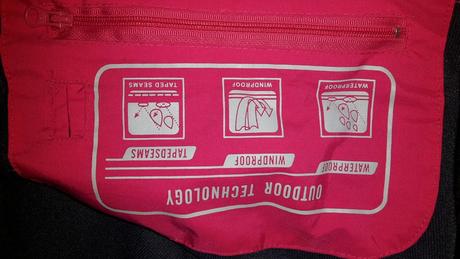 OUTDOOR TECHNOLOGY
WATERPROOF
WINDPROOF
TAPEDSEAMS
WATERPROOF
WINDPROOF
TAPED SEAMS